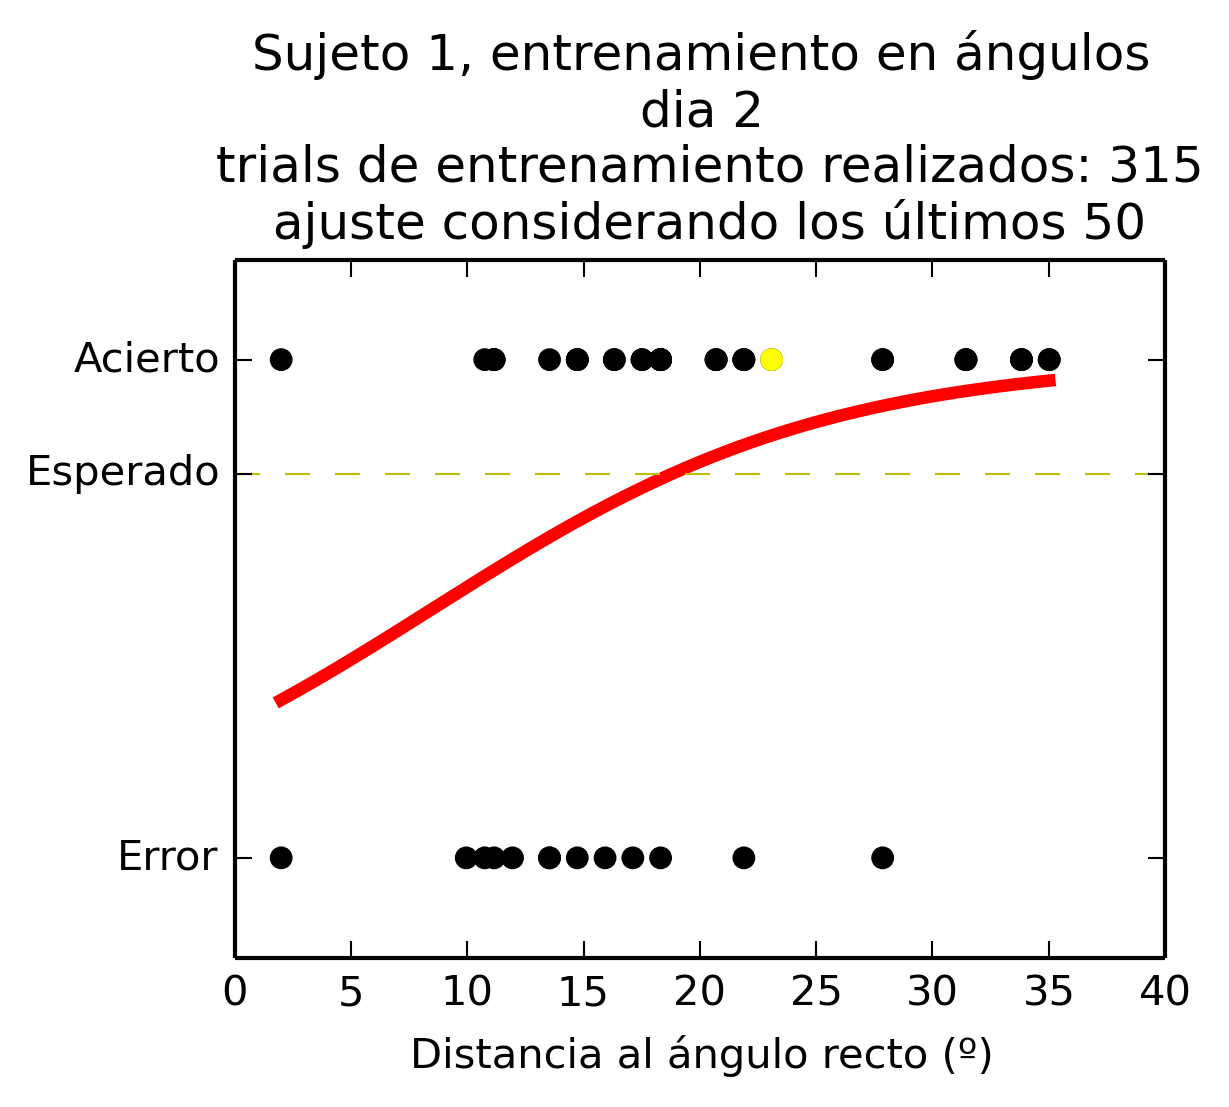 Sujeto 1, entrenamiento en ángulos
dia 2
trials de entrenamiento realizados: 315
ajuste considerando los últimos 50
Acierto
Esperado
Error
0 5 10 15 20 25 30 35 40
Distancia al ángulo recto (º)